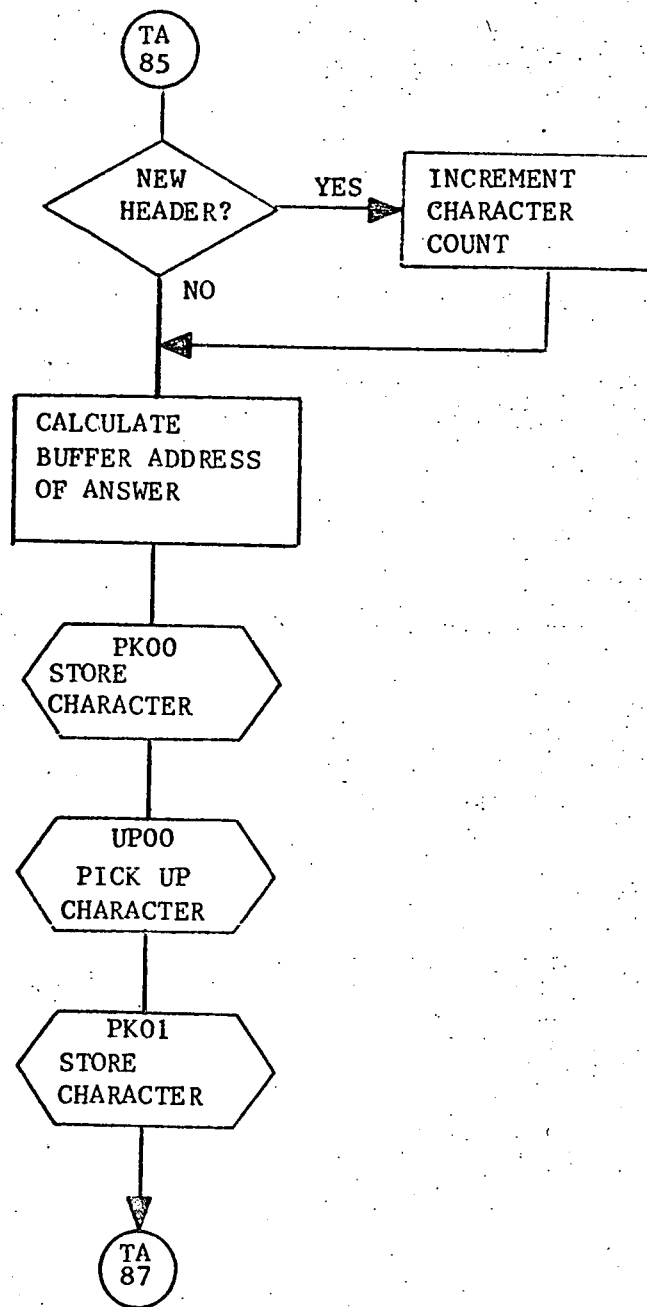 TA
85
NEW
HEADER?
YES
INCREMENT
CHARACTER
COUNT
NO
CALCULATE
BUFFER ADDRESS
OF ANSWER
PK00
STORE
CHARACTER
UP00
PICK UP
CHARACTER
PK01
STORE
CHARACTER
TA
87